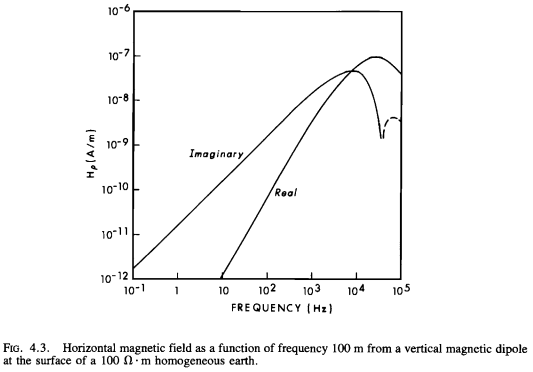 10⁻⁶
10⁻⁷
10⁻⁸
10⁻⁹
10⁻¹⁰
10⁻¹¹
10⁻¹²
Hρ(A/m)
Imaginary
Real
10⁻¹ 1 10 10² 10³ 10⁴ 10⁵
FREQUENCY (Hz)
FIG. 4.3. Horizontal magnetic field as a function of frequency 100 m from a vertical magnetic dipole
at the surface of a 100 Ω · m homogeneous earth.